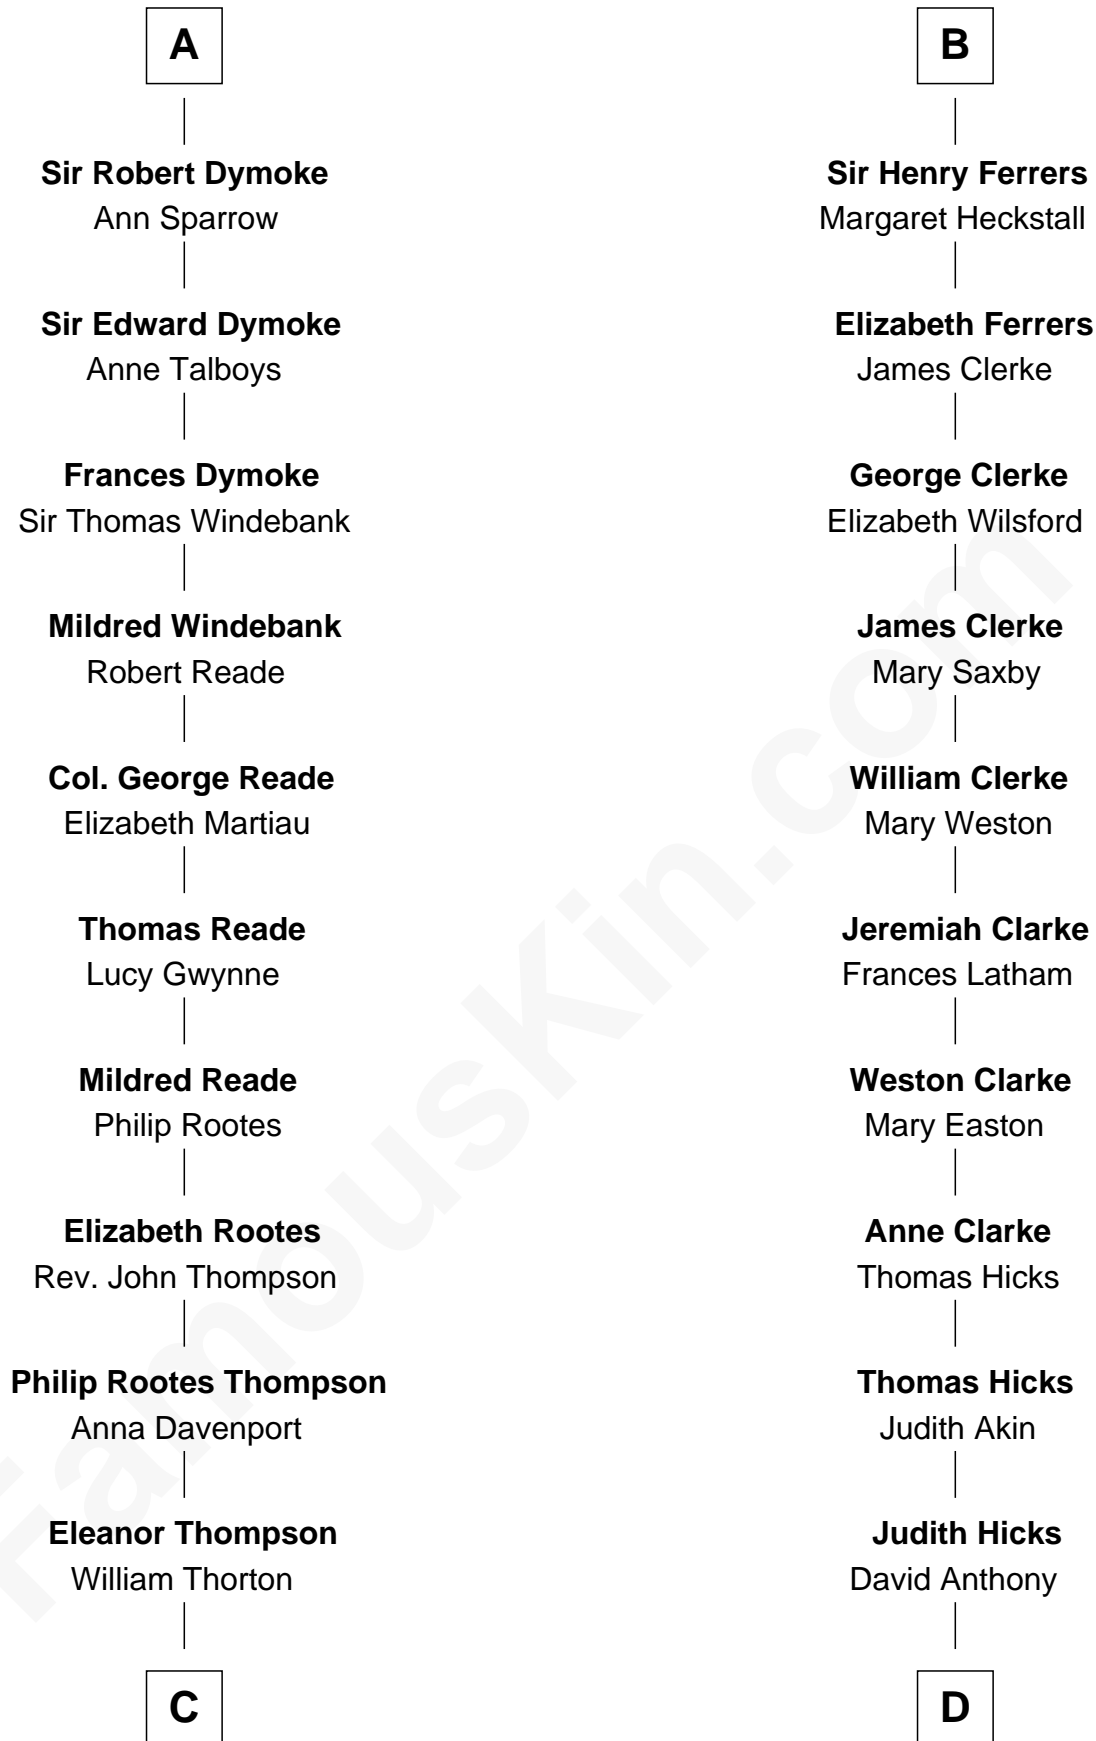 A
Sir Robert Dymoke
Ann Sparrow
Sir Edward Dymoke
Anne Talboys
Frances Dymoke
Sir Thomas Windebank
Mildred Windebank
Robert Reade
Col. George Reade
Elizabeth Martiau
Thomas Reade
Lucy Gwynne
Mildred Reade
Philip Rootes
Elizabeth Rootes
Rev. John Thompson
Philip Rootes Thompson
Anna Davenport
Eleanor Thompson
William Thorton
C
B
Sir Henry Ferrers
Margaret Heckstall
Elizabeth Ferrers
James Clerke
George Clerke
Elizabeth Wilsford
James Clerke
Mary Saxby
William Clerke
Mary Weston
Jeremiah Clarke
Frances Latham
Weston Clarke
Mary Easton
Anne Clarke
Thomas Hicks
Thomas Hicks
Judith Akin
Judith Hicks
David Anthony
D
FamousKin.com